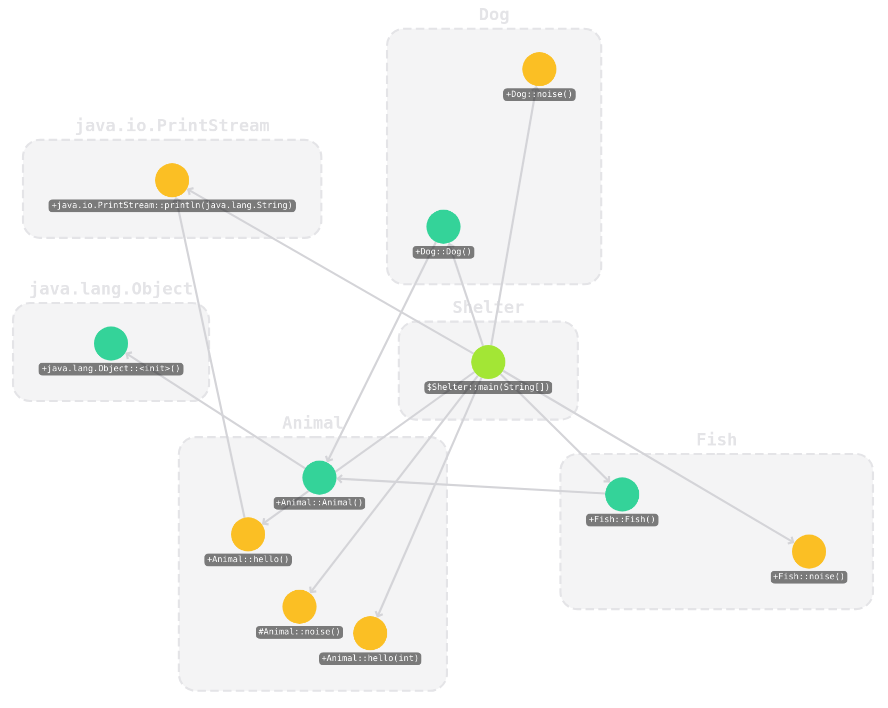 Dog
+Dog::noise()
java.io.PrintStream
+java.io.PrintStream::println(java.lang.String)
+Dog::Dog()
java.lang.Object
+java.lang.Object::<init>()
Shelter
$Shelter::main(String[])
Animal
+Animal::Animal()
+Animal::hello()
#Animal::noise()
+Animal::hello(int)
Fish
+Fish::Fish()
+Fish::noise()